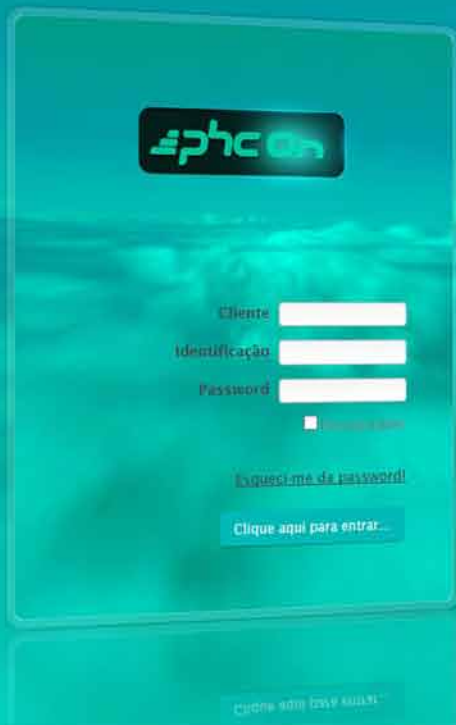 phc On
Cliente
Identificação
Password
Esqueci-me da password!
Clique aqui para entrar...